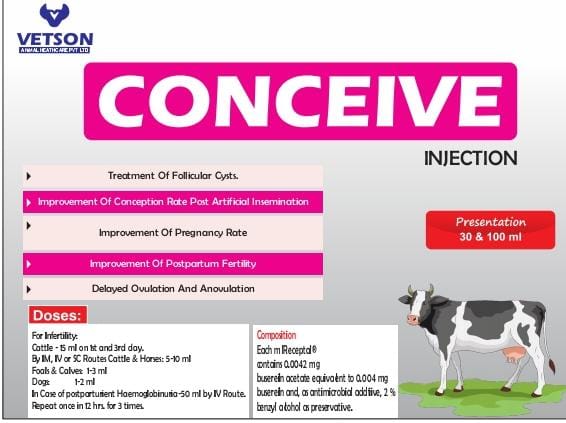 VETSON
ANIMAL HEATHCARE PVT LTD
CONCEIVE
INJECTION
Treatment Of Follicular Cysts.
Improvement Of Conception Rate Post Artificial Insemination
Improvement Of Pregnancy Rate
Improvement Of Postpartum Fertility
Delayed Ovulation And Anovulation
Presentation
30 & 100 ml
Doses:
For Infertility:
Cattle - 15 ml on 1st and 3rd day.
By IM, IV or SC Routes Cattle & Horses: 5-10 ml
Foals & Calves: 1-3 ml
Dogs: 1-2 ml
In Case of postparturient Haemoglobinuria-50 ml by IV Route.
Repeat once in 12 hrs. for 3 times.
Composition
Each ml Receptal®
contains 0.0042 mg
buserelin acetate equivalent to 0.004 mg
buserelin and, as antimicrobial additive, 2 %
benzyl alcohol as preservative.